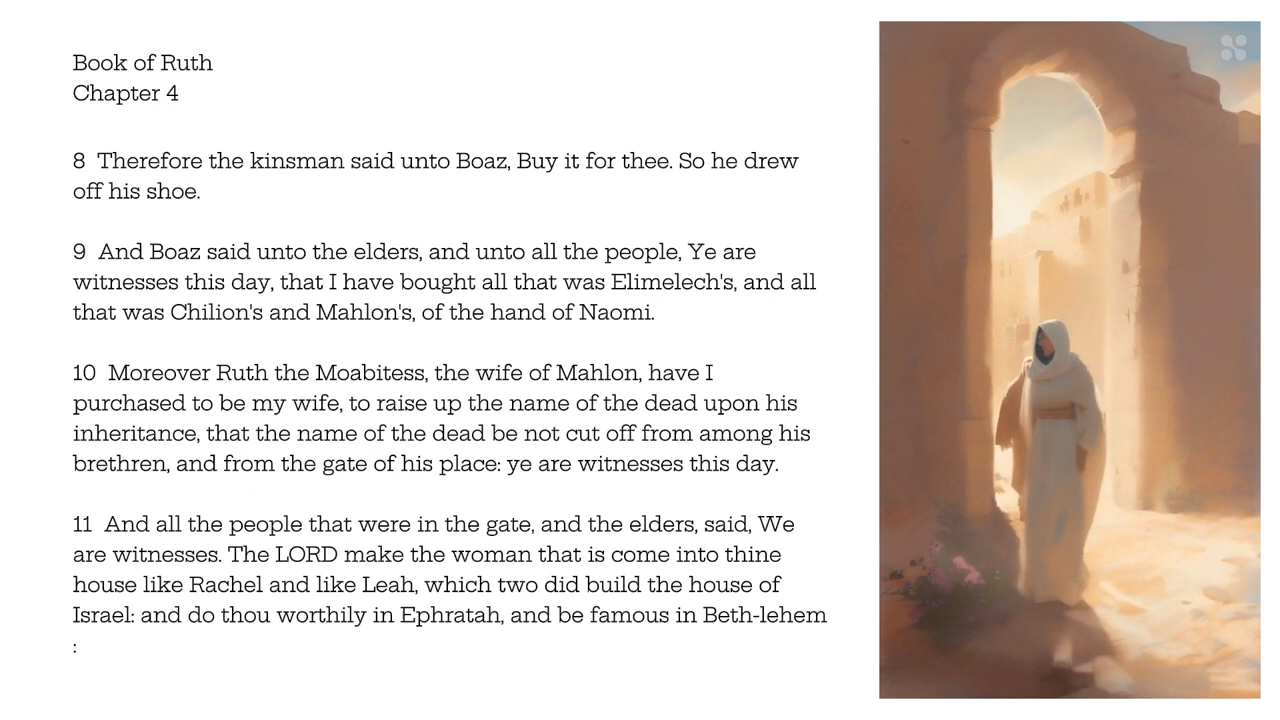 Book of Ruth
Chapter 4
8  Therefore the kinsman said unto Boaz, Buy it for thee. So he drew
off his shoe.
9  And Boaz said unto the elders, and unto all the people, Ye are
witnesses this day, that I have bought all that was Elimelech's, and all
that was Chilion's and Mahlon's, of the hand of Naomi.
10  Moreover Ruth the Moabitess, the wife of Mahlon, have I
purchased to be my wife, to raise up the name of the dead upon his
inheritance, that the name of the dead be not cut off from among his
brethren, and from the gate of his place: ye are witnesses this day.
11  And all the people that were in the gate, and the elders, said, We
are witnesses. The LORD make the woman that is come into thine
house like Rachel and like Leah, which two did build the house of
Israel: and do thou worthily in Ephratah, and be famous in Beth-lehem
: